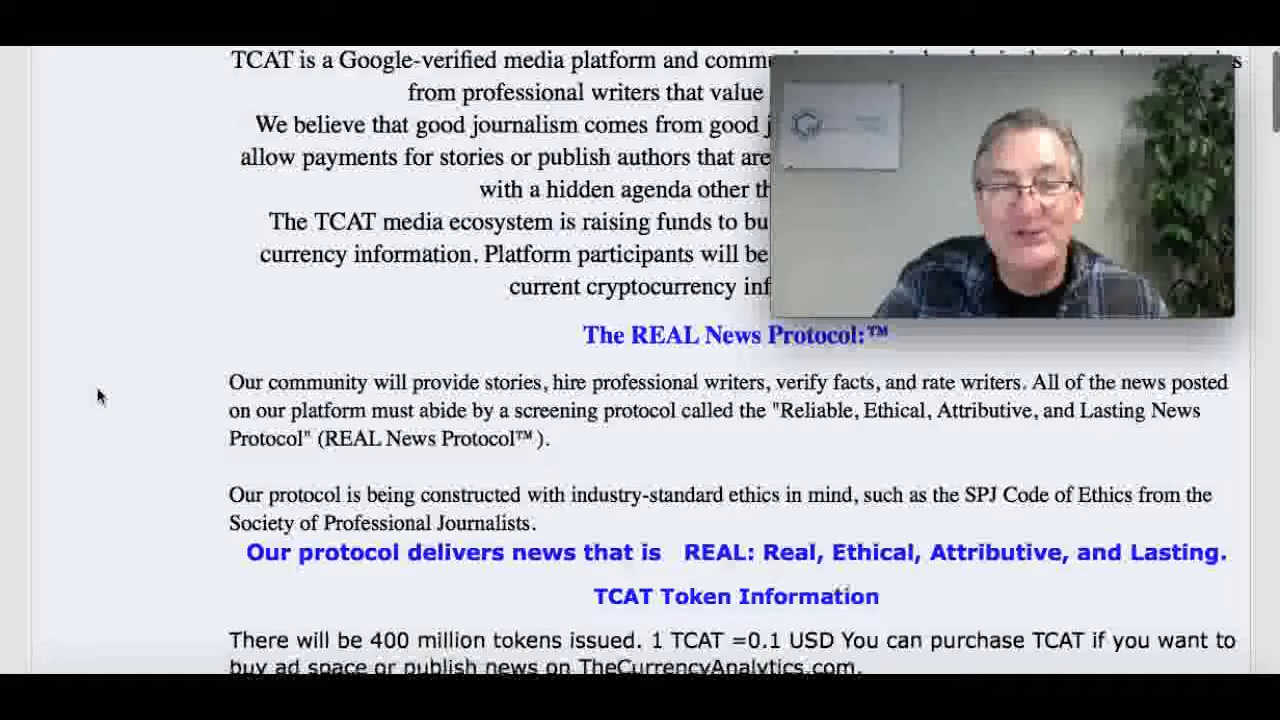 TCAT is a Google-verified media platform and
from professional writers that value
We believe that good journalism comes from good
allow payments for stories or publish authors that are
with a hidden agenda other
The TCAT media ecosystem is raising funds to
currency information. Platform participants will be
current cryptocurrency
The REAL News Protocol:™
Our community will provide stories, hire professional writers, verify facts, and rate writers. All of the news posted
on our platform must abide by a screening protocol called the "Reliable, Ethical, Attributive, and Lasting News
Protocol" (REAL News Protocol™ ).
Our protocol is being constructed with industry-standard ethics in mind, such as the SPJ Code of Ethics from the
Society of Professional Journalists.
Our protocol delivers news that is REAL: Real, Ethical, Attributive, and Lasting.
TCAT Token Information
There will be 400 million tokens issued. 1 TCAT =0.1 USD You can purchase TCAT if you want to
buy ad space or publish news on TheCurrencyAnalytics.com.